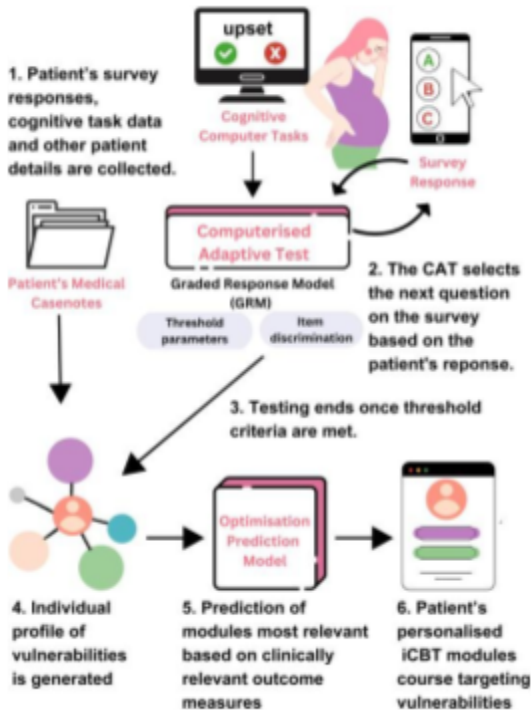 upset
1. Patient's survey
responses,
cognitive task data
and other patient
details are collected.
Cognitive
Computer Tasks
A
B
C
Survey
Response
Computerised
Adaptive Test
Graded Response Model
(GRM)
Threshold
parameters
Item
discrimination
Patient's Medical
Casenotes
2. The CAT selects
the next question
on the survey
based on the
patient's reponse.
3. Testing ends once threshold
criteria are met.
Optimisation
Prediction
Model
4. Individual
profile of
vulnerabilities
is generated
5. Prediction of
modules most relevant
based on clinically
relevant outcome
measures
6. Patient's
personalised
iCBT modules
course targeting
vulnerabilities